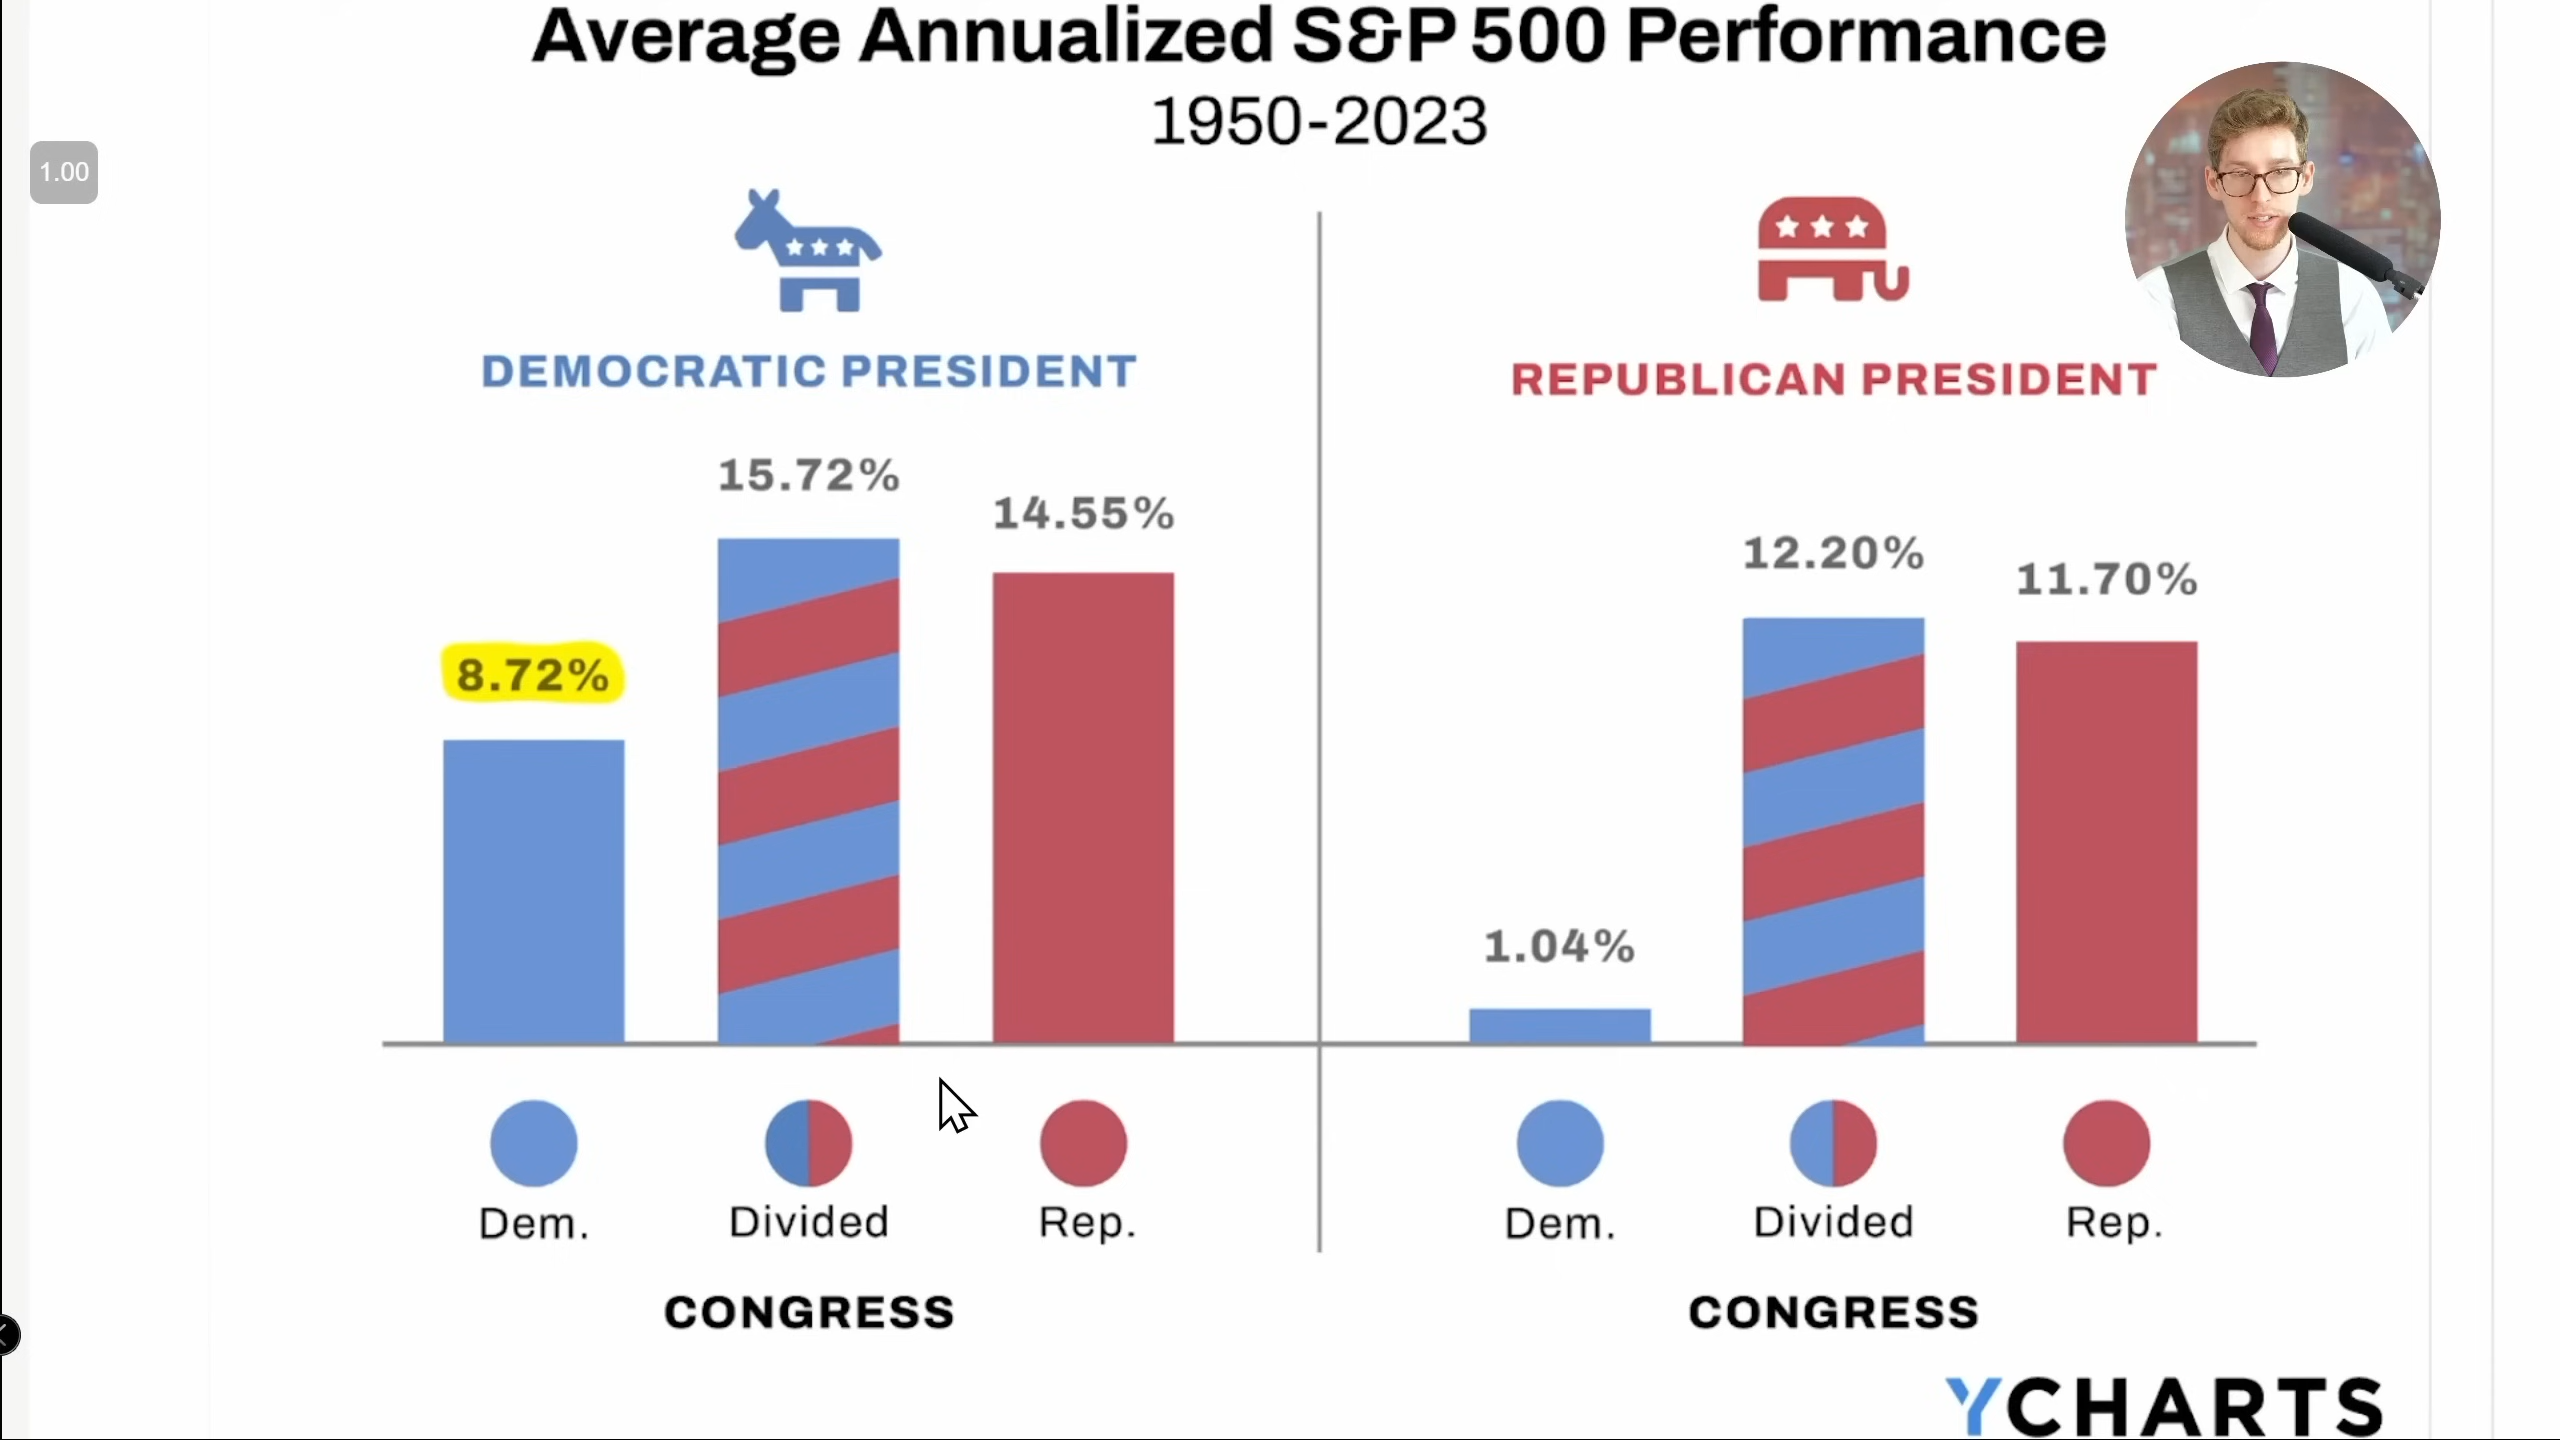 Average Annualized S&P 500 Performance
1950-2023
1.00
DEMOCRATIC PRESIDENT
REPUBLICAN PRESIDENT
15.72%
14.55%
8.72%
12.20%
11.70%
1.04%
Dem.
Divided
Rep.
CONGRESS
Dem.
Divided
Rep.
CONGRESS
YCHARTS